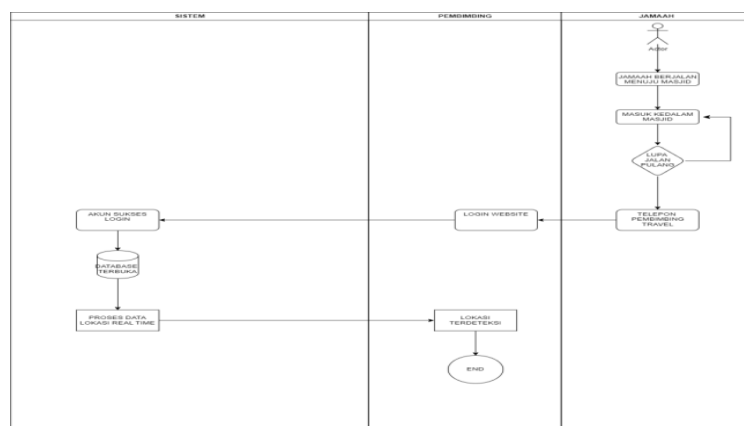 SISTEM
PEMBIMBING
JAMAAH
Actor
JAMAAH BERJALAN
MENUJU MASJID
MASUK KEDALAM
MASJID
LUPA
JALAN
PULANG
TELEPON
PEMBIMBING
TRAVEL
LOGIN WEBSITE
AKUN SUKSES
LOGIN
DATABASE
TERBUKA
PROSES DATA
LOKASI REAL TIME
LOKASI
TERDETEKSI
END